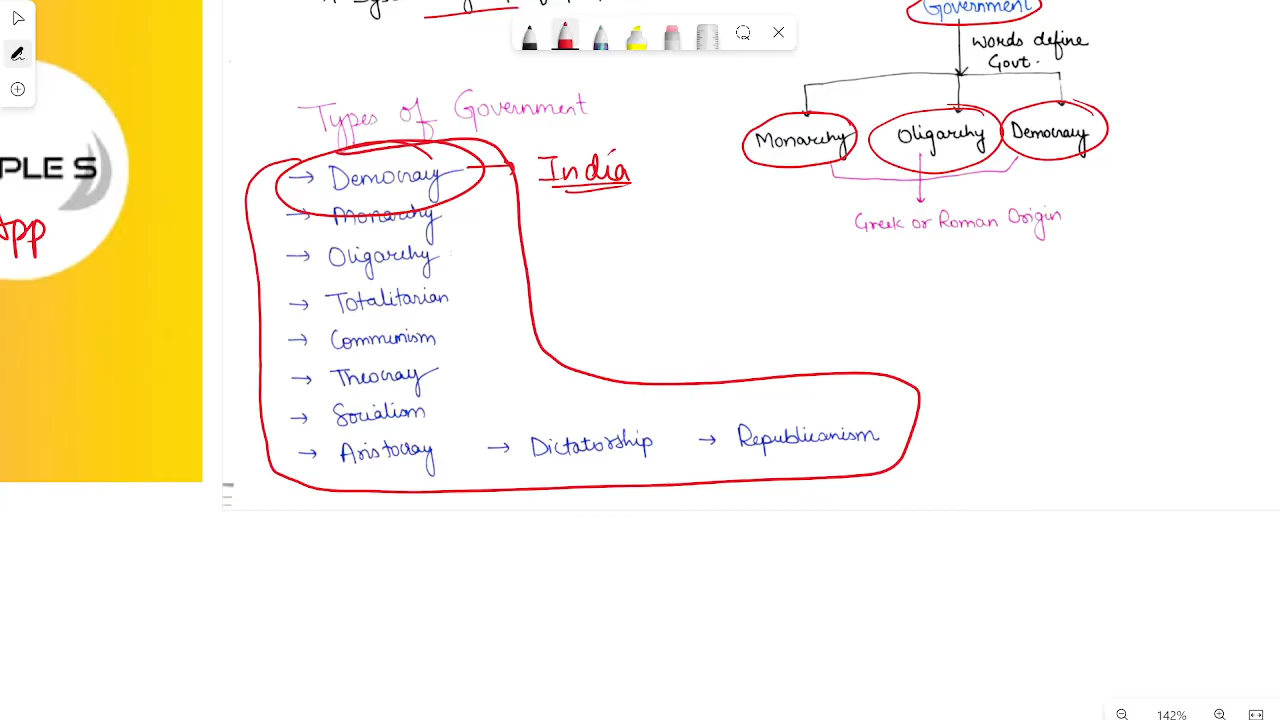 Government
words define
Govt.
Monarchy Oligarchy Democracy
Greek or Roman Origin
Types of Government
→ Democracy India
→ Monarchy
→ Oligarchy
→ Totalitarian
→ Communism
→ Theocracy
→ Socialism
→ Aristocracy → Dictatorship → Republicanism
PLE S
App
142%